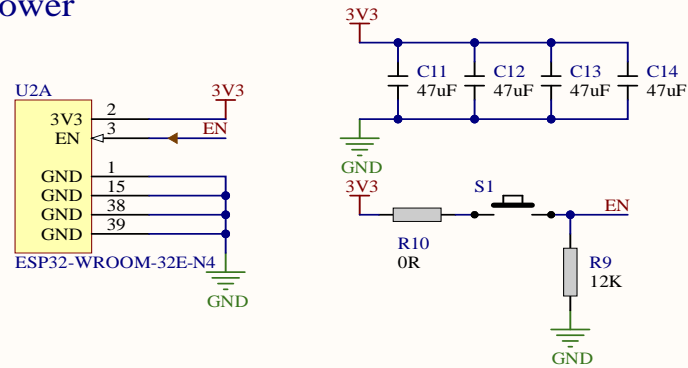 ower
U2A
3V3 2 3V3
EN 3 EN
GND 1
GND 15
GND 38
GND 39
ESP32-WROOM-32E-N4
GND
3V3
C11 C12 C13 C14
47uF 47uF 47uF 47uF
GND
3V3 S1 EN
R10
0R
R9
12K
GND